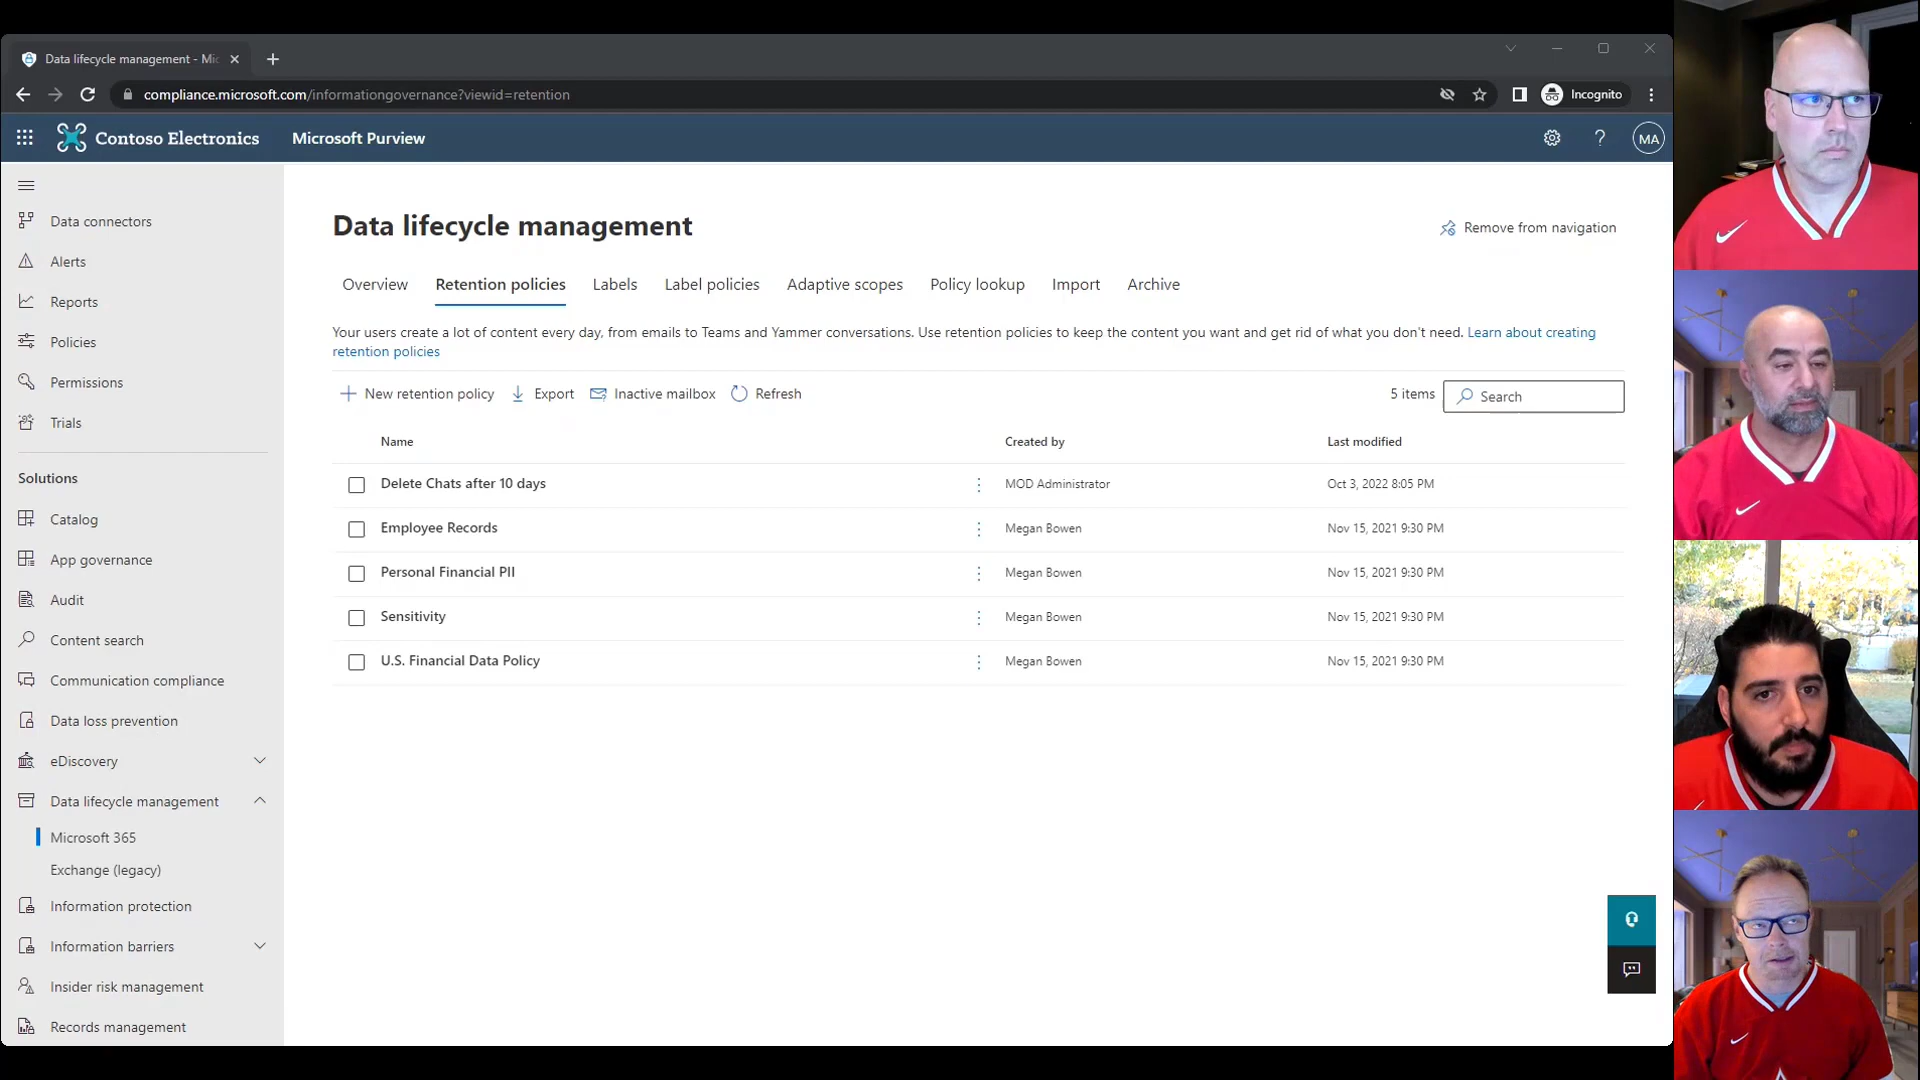 Data lifecycle management - Mic
compliance.microsoft.com/informationgovernance?viewid=retention
Incognito
Contoso Electronics
Microsoft Purview
MA
Data connectors
Alerts
Reports
Policies
Permissions
Trials
Solutions
Catalog
App governance
Audit
Content search
Communication compliance
Data loss prevention
eDiscovery
Data lifecycle management
Microsoft 365
Exchange (legacy)
Information protection
Information barriers
Insider risk management
Records management
Data lifecycle management
Remove from navigation
Overview Retention policies Labels Label policies Adaptive scopes Policy lookup Import Archive
Your users create a lot of content every day, from emails to Teams and Yammer conversations. Use retention policies to keep the content you want and get rid of what you don't need. Learn about creating
retention policies
New retention policy Export Inactive mailbox Refresh 5 items Search
Name Created by Last modified
Delete Chats after 10 days MOD Administrator Oct 3, 2022 8:05 PM
Employee Records Megan Bowen Nov 15, 2021 9:30 PM
Personal Financial PII Megan Bowen Nov 15, 2021 9:30 PM
Sensitivity Megan Bowen Nov 15, 2021 9:30 PM
U.S. Financial Data Policy Megan Bowen Nov 15, 2021 9:30 PM